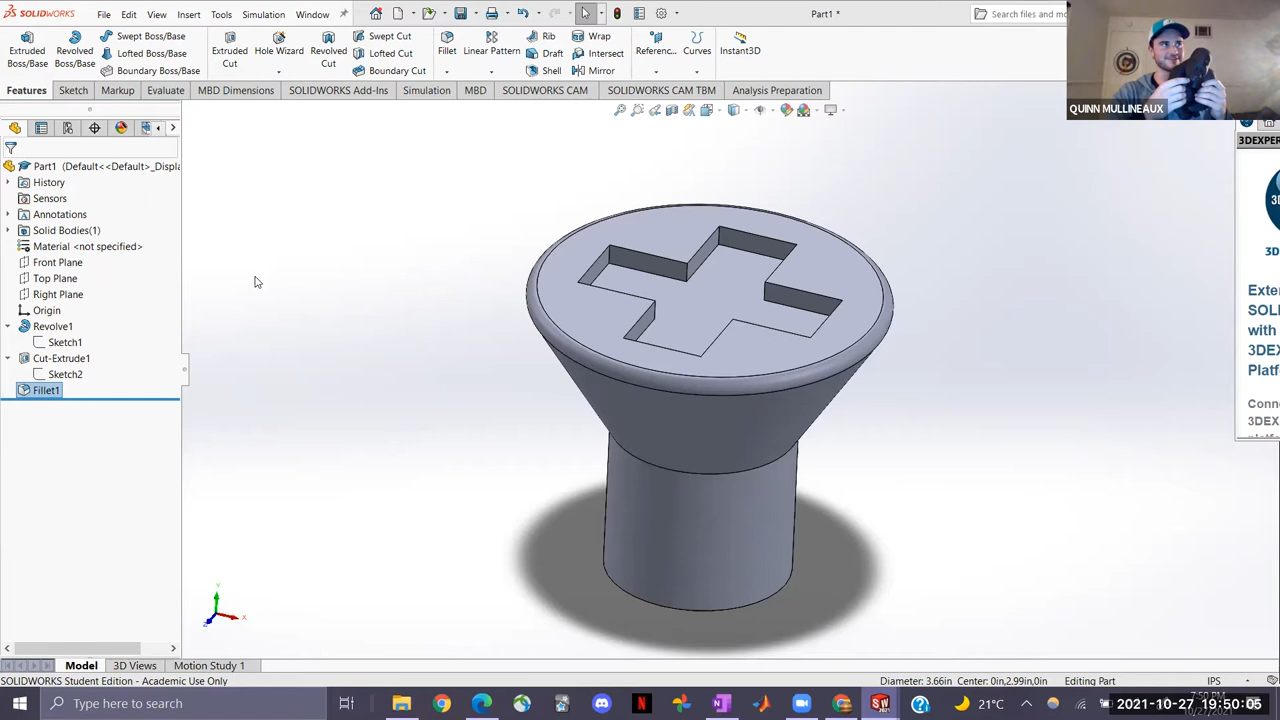 SOLIDWORKS File Edit View Insert Tools Simulation Window Part1 * Search files and mo
Extruded Boss/Base Revolved Boss/Base Swept Boss/Base Lofted Boss/Base Boundary Boss/Base Extruded Cut Hole Wizard Revolved Cut Swept Cut Lofted Cut Boundary Cut Fillet Linear Pattern Rib Draft Shell Wrap Intersect Mirror Referenc... Curves Instant3D
QUINN MULLINEAUX
Features Sketch Markup Evaluate MBD Dimensions SOLIDWORKS Add-Ins Simulation MBD SOLIDWORKS CAM SOLIDWORKS CAM TBM Analysis Preparation
3DEXPER
Part1 (Default<<Default>_Displa
History
Sensors
Annotations
Solid Bodies(1)
Material <not specified>
Front Plane
Top Plane
Right Plane
Origin
Revolve1
Sketch1
Cut-Extrude1
Sketch2
Fillet1
3D
Exter
SOLI
with
3DEX
Platf
Conn
3DEX
Y
X
Z
Model 3D Views Motion Study 1
SOLIDWORKS Student Edition - Academic Use Only Diameter: 3.66in Center: 0in,2.99in,0in Editing Part IPS
Type here to search 21°C 7:50 PM
2021-10-27 19:50:05